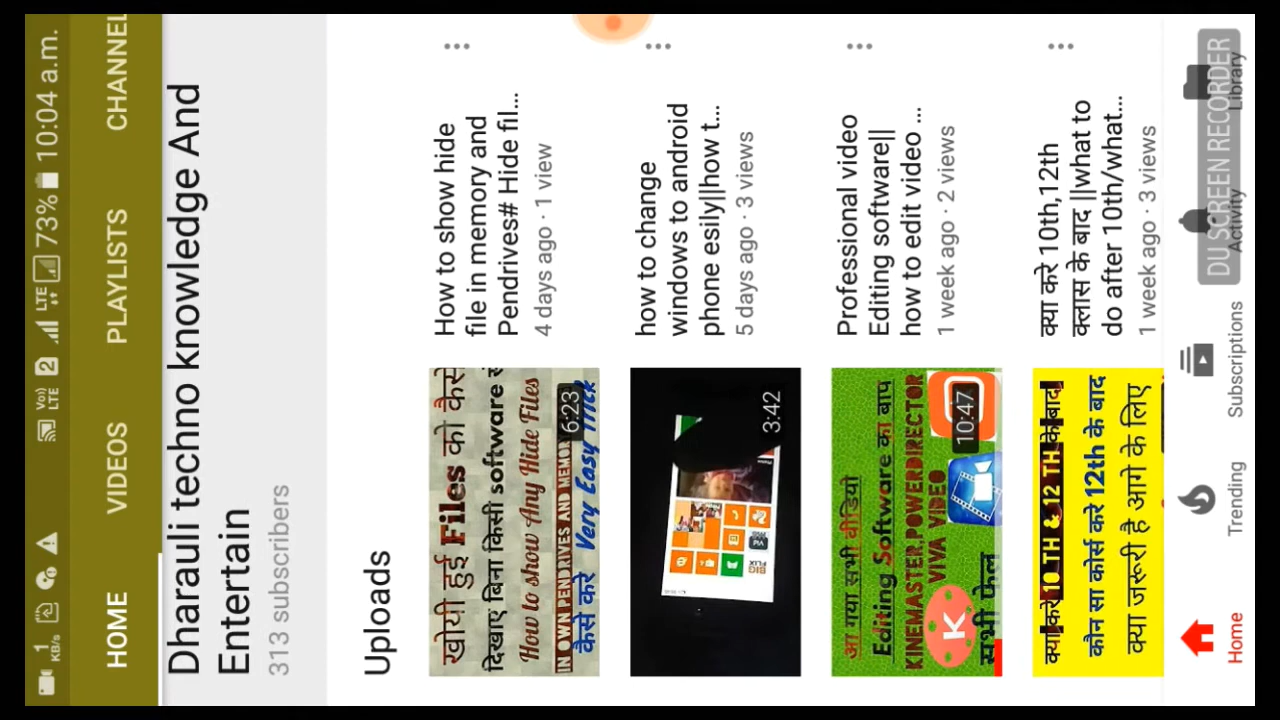 1 KB/s
Vo)) LTE 2 LTE 73% 10:04 a.m.
HOME VIDEOS PLAYLISTS CHANNEL
Dharauli techno knowledge And
Entertain
313 subscribers
Uploads
खोयी हुई Files को कैसे
दिखाए बिना किसी software से
How to show Any Hide Files
IN OWN PENDRIVES AND MEMOR
कैसे करे Very Easy Trick
6:23
How to show hide
file in memory and
Pendrives# Hide fil...
4 days ago · 1 view
BIG FLIX
3:42
how to change
windows to android
phone esily||how t...
5 days ago · 3 views
आ गया सभी वीडियो
Editing Software का बाप
KINEMASTER,POWERDIRECTOR
VIVA VIDEO
K
सभी फेल
10:47
Professional video
Editing software||
how to edit video ...
1 week ago · 2 views
क्या करे 10 TH & 12 TH के बाद
कौन सा कोर्स करे 12th के बाद
क्या जरूरी है आगे के लिए
क्या करे 10th,12th
क्लास के बाद ||what to
do after 10th/what...
1 week ago · 3 views
Home Trending Subscriptions Activity Library
DU SCREEN RECORDER